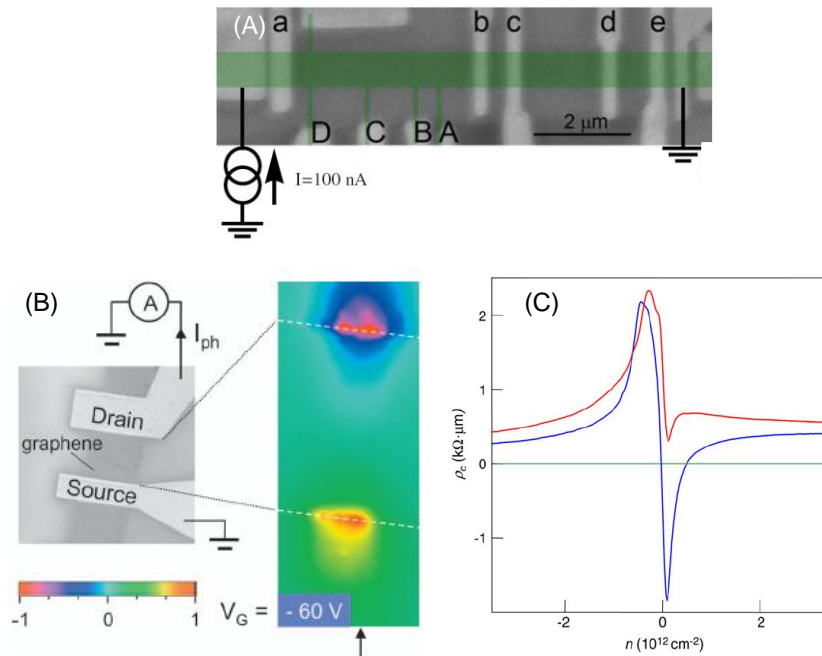 (A)
a b c d e
D C B A
2 μm
I=100 nA
(B)
A
I_ph
Drain
graphene
Source
-1 0 1
V_G = - 60 V
(C)
ρ_c (kΩ·μm)
2
1
0
-1
-2 0 2
n (10^12 cm^-2)